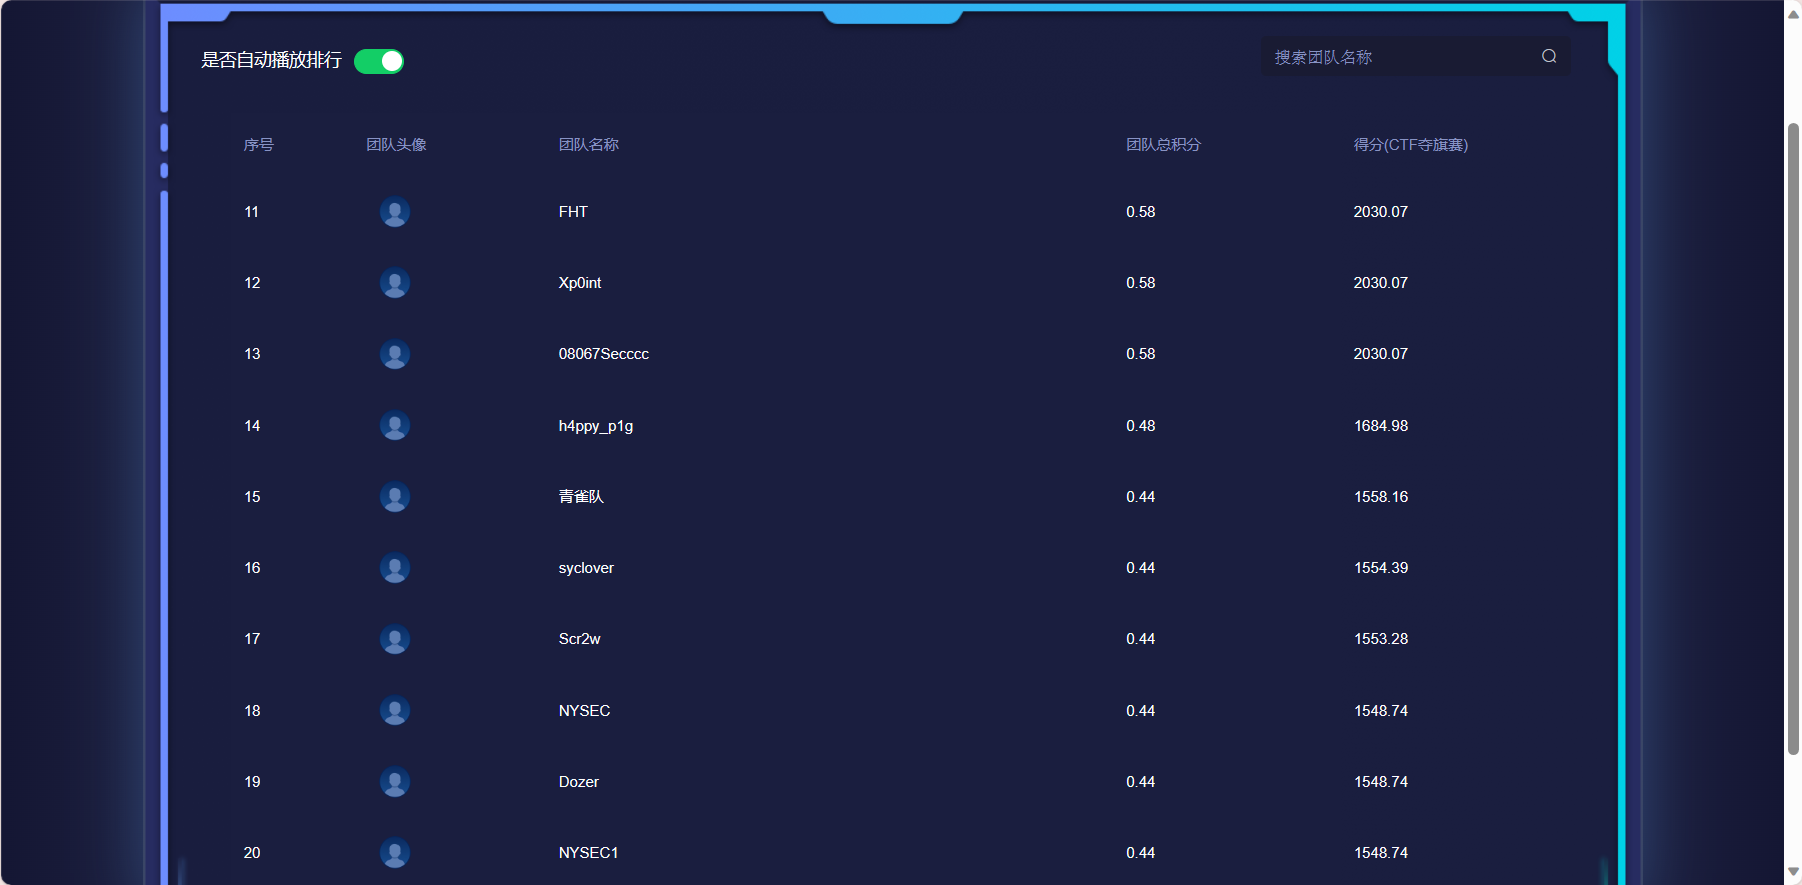 是否自动播放排行
搜索团队名称
序号 团队头像 团队名称 团队总积分 得分(CTF夺旗赛)
11 FHT 0.58 2030.07
12 Xp0int 0.58 2030.07
13 08067Secccc 0.58 2030.07
14 h4ppy_p1g 0.48 1684.98
15 青雀队 0.44 1558.16
16 syclover 0.44 1554.39
17 Scr2w 0.44 1553.28
18 NYSEC 0.44 1548.74
19 Dozer 0.44 1548.74
20 NYSEC1 0.44 1548.74